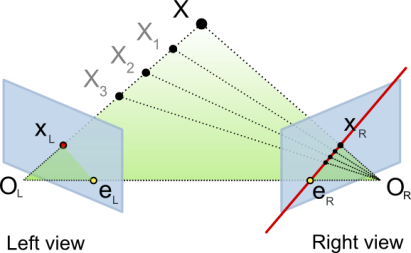 X
X1
X2
X3
xL
xR
OL
eL
eR
OR
Left view
Right view